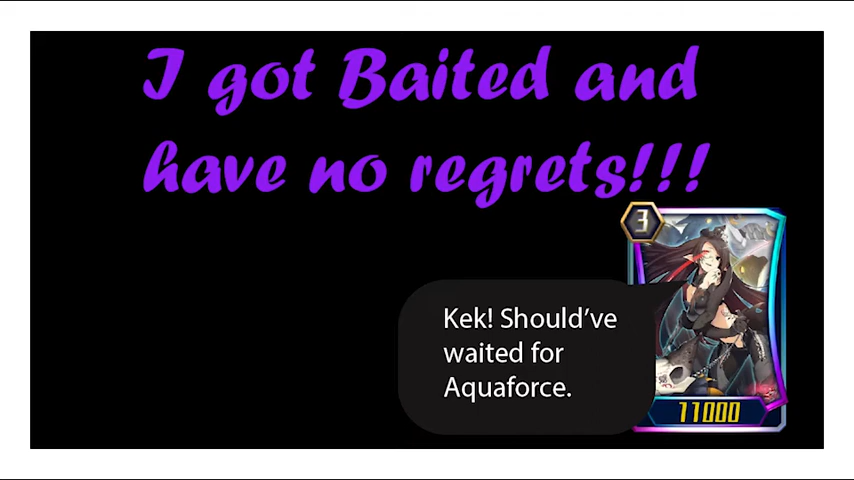 I got Baited and
have no regrets!!!
3
Kek! Should've
waited for
Aquaforce.
11000